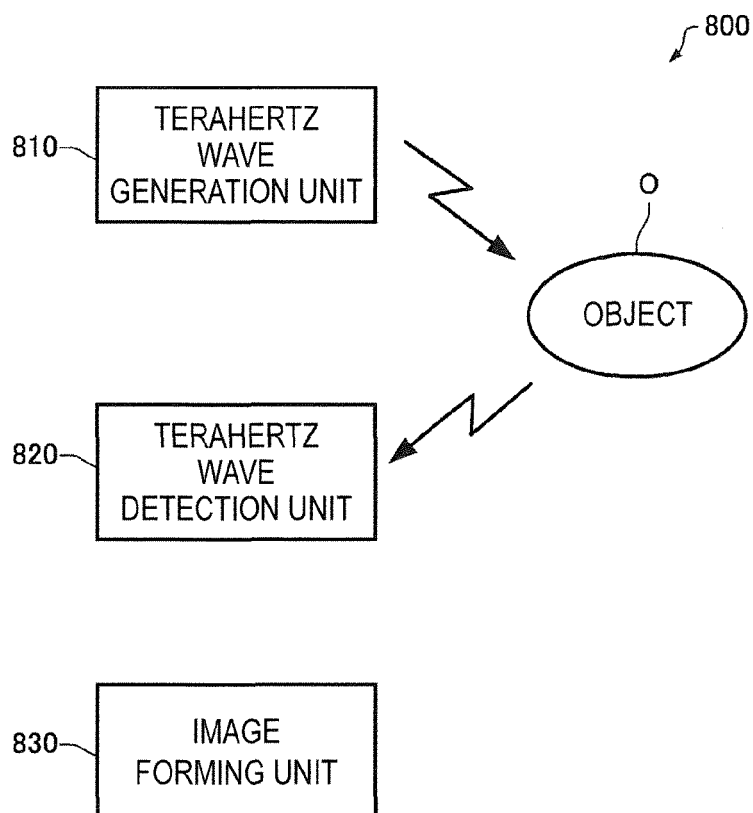 800
810
TERAHERTZ
WAVE
GENERATION UNIT
O
OBJECT
820
TERAHERTZ
WAVE
DETECTION UNIT
830
IMAGE
FORMING UNIT